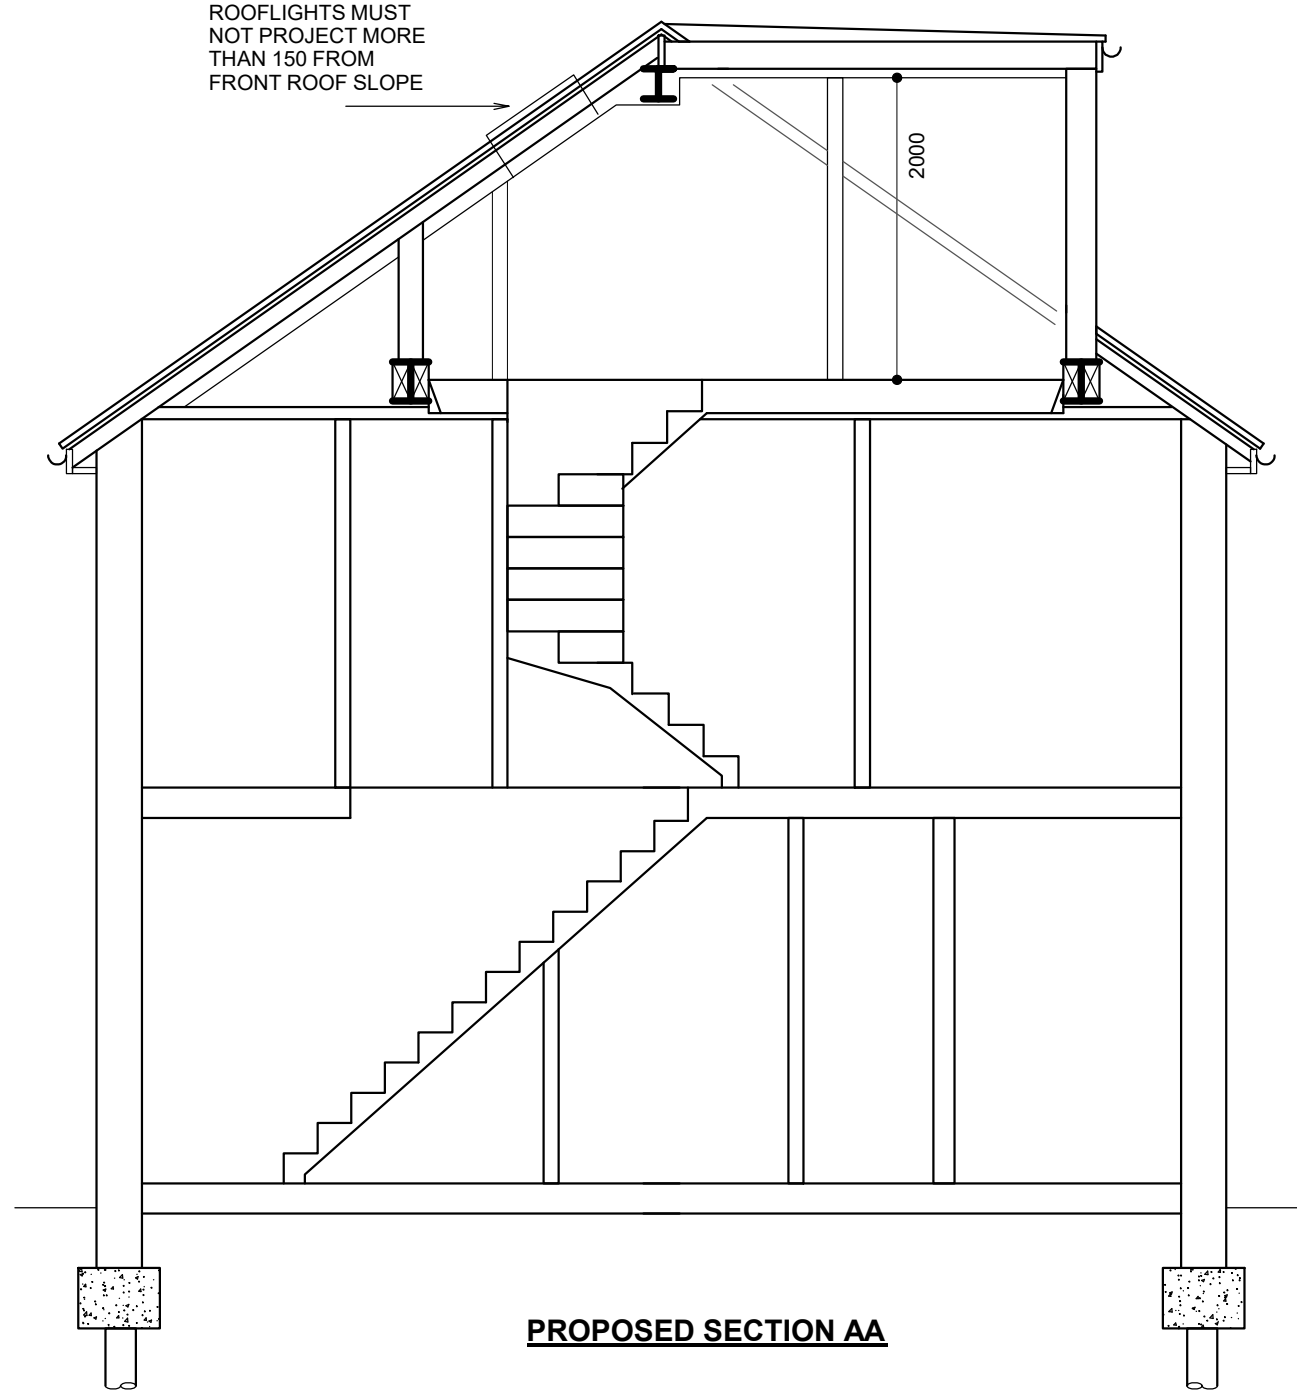 ROOFLIGHTS MUST
NOT PROJECT MORE
THAN 150 FROM
FRONT ROOF SLOPE
2000
PROPOSED SECTION AA